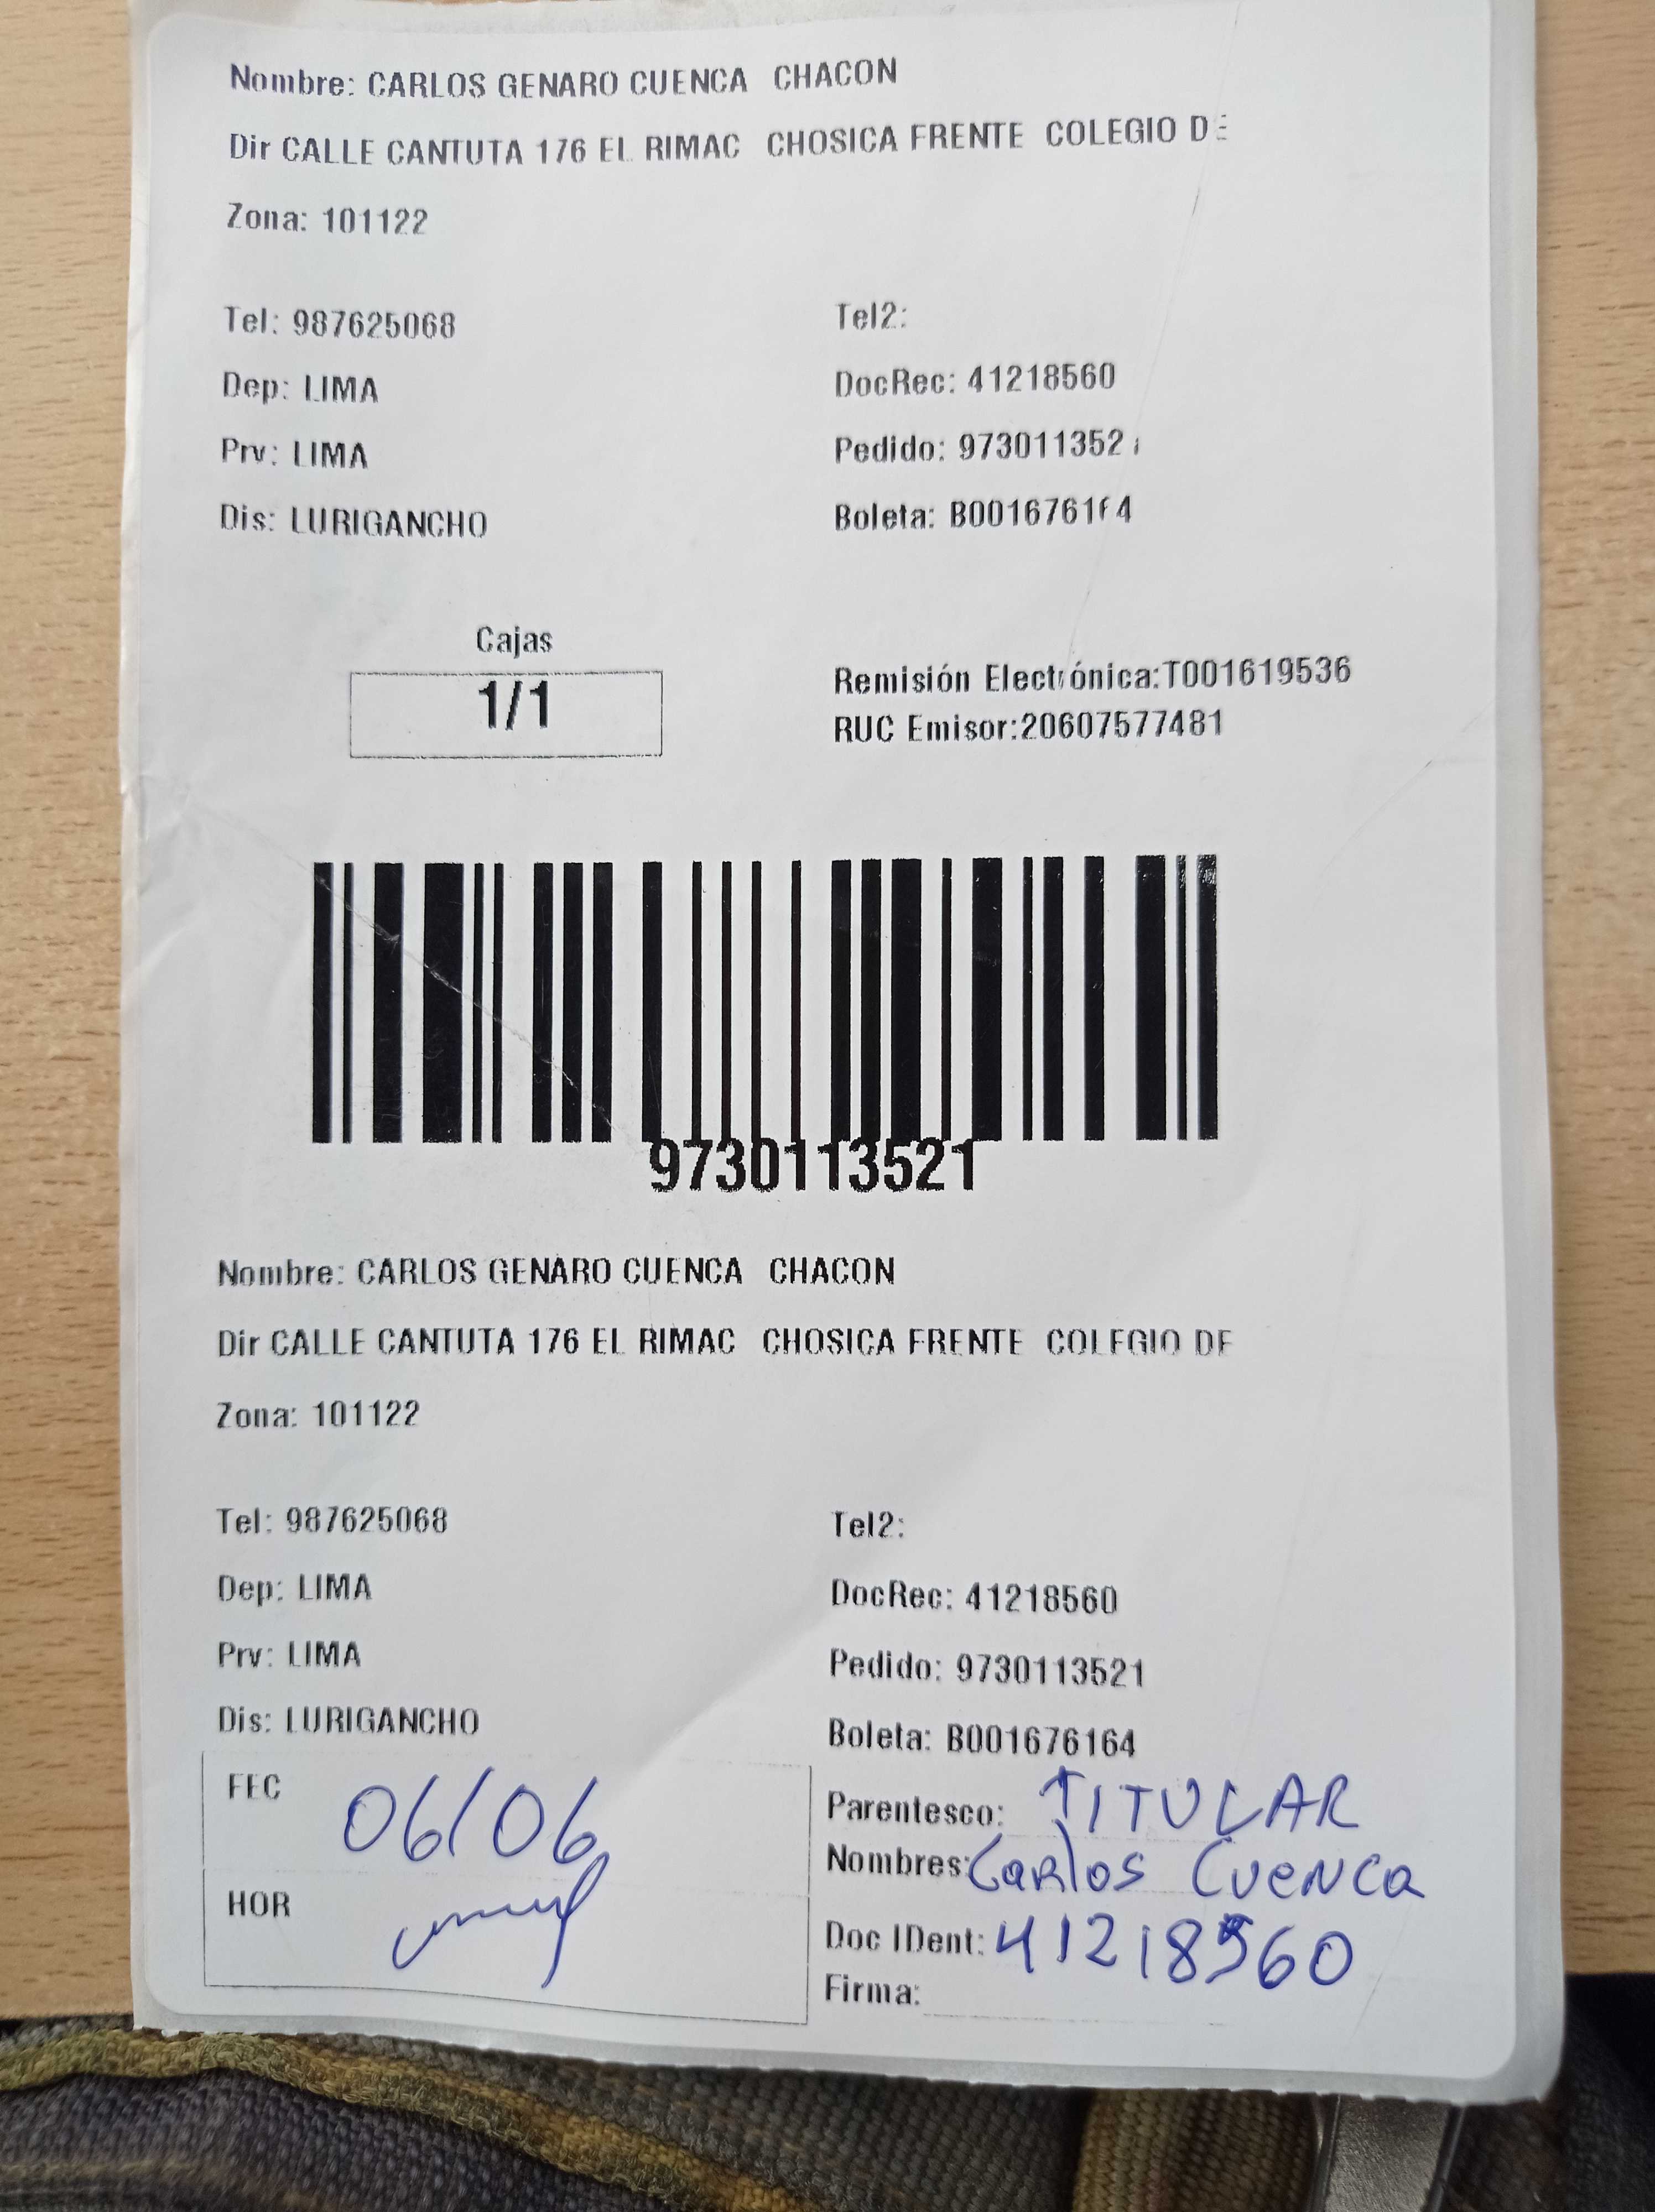 Nombre: CARLOS GENARO CUENCA CHACON
Dir CALLE CANTUTA 176 EL RIMAC CHOSICA FRENTE COLEGIO DE
Zona: 101122
Tel: 987625068 Tel2:
Dep: LIMA DocRec: 41218560
Prv: LIMA Pedido: 9730113521
Dis: LURIGANCHO Boleta: B001676164
Cajas
1/1
Remisión Electrónica:T001619536
RUC Emisor:20607577481
9730113521
Nombre: CARLOS GENARO CUENCA CHACON
Dir CALLE CANTUTA 176 EL RIMAC CHOSICA FRENTE COLEGIO DE
Zona: 101122
Tel: 987625068 Tel2:
Dep: LIMA DocRec: 41218560
Prv: LIMA Pedido: 9730113521
Dis: LURIGANCHO Boleta: B001676164
FEC 06/06 Parentesco: TITULAR
Nombres: Carlos Cuenca
HOR Doc IDent: 41218560
Firma: